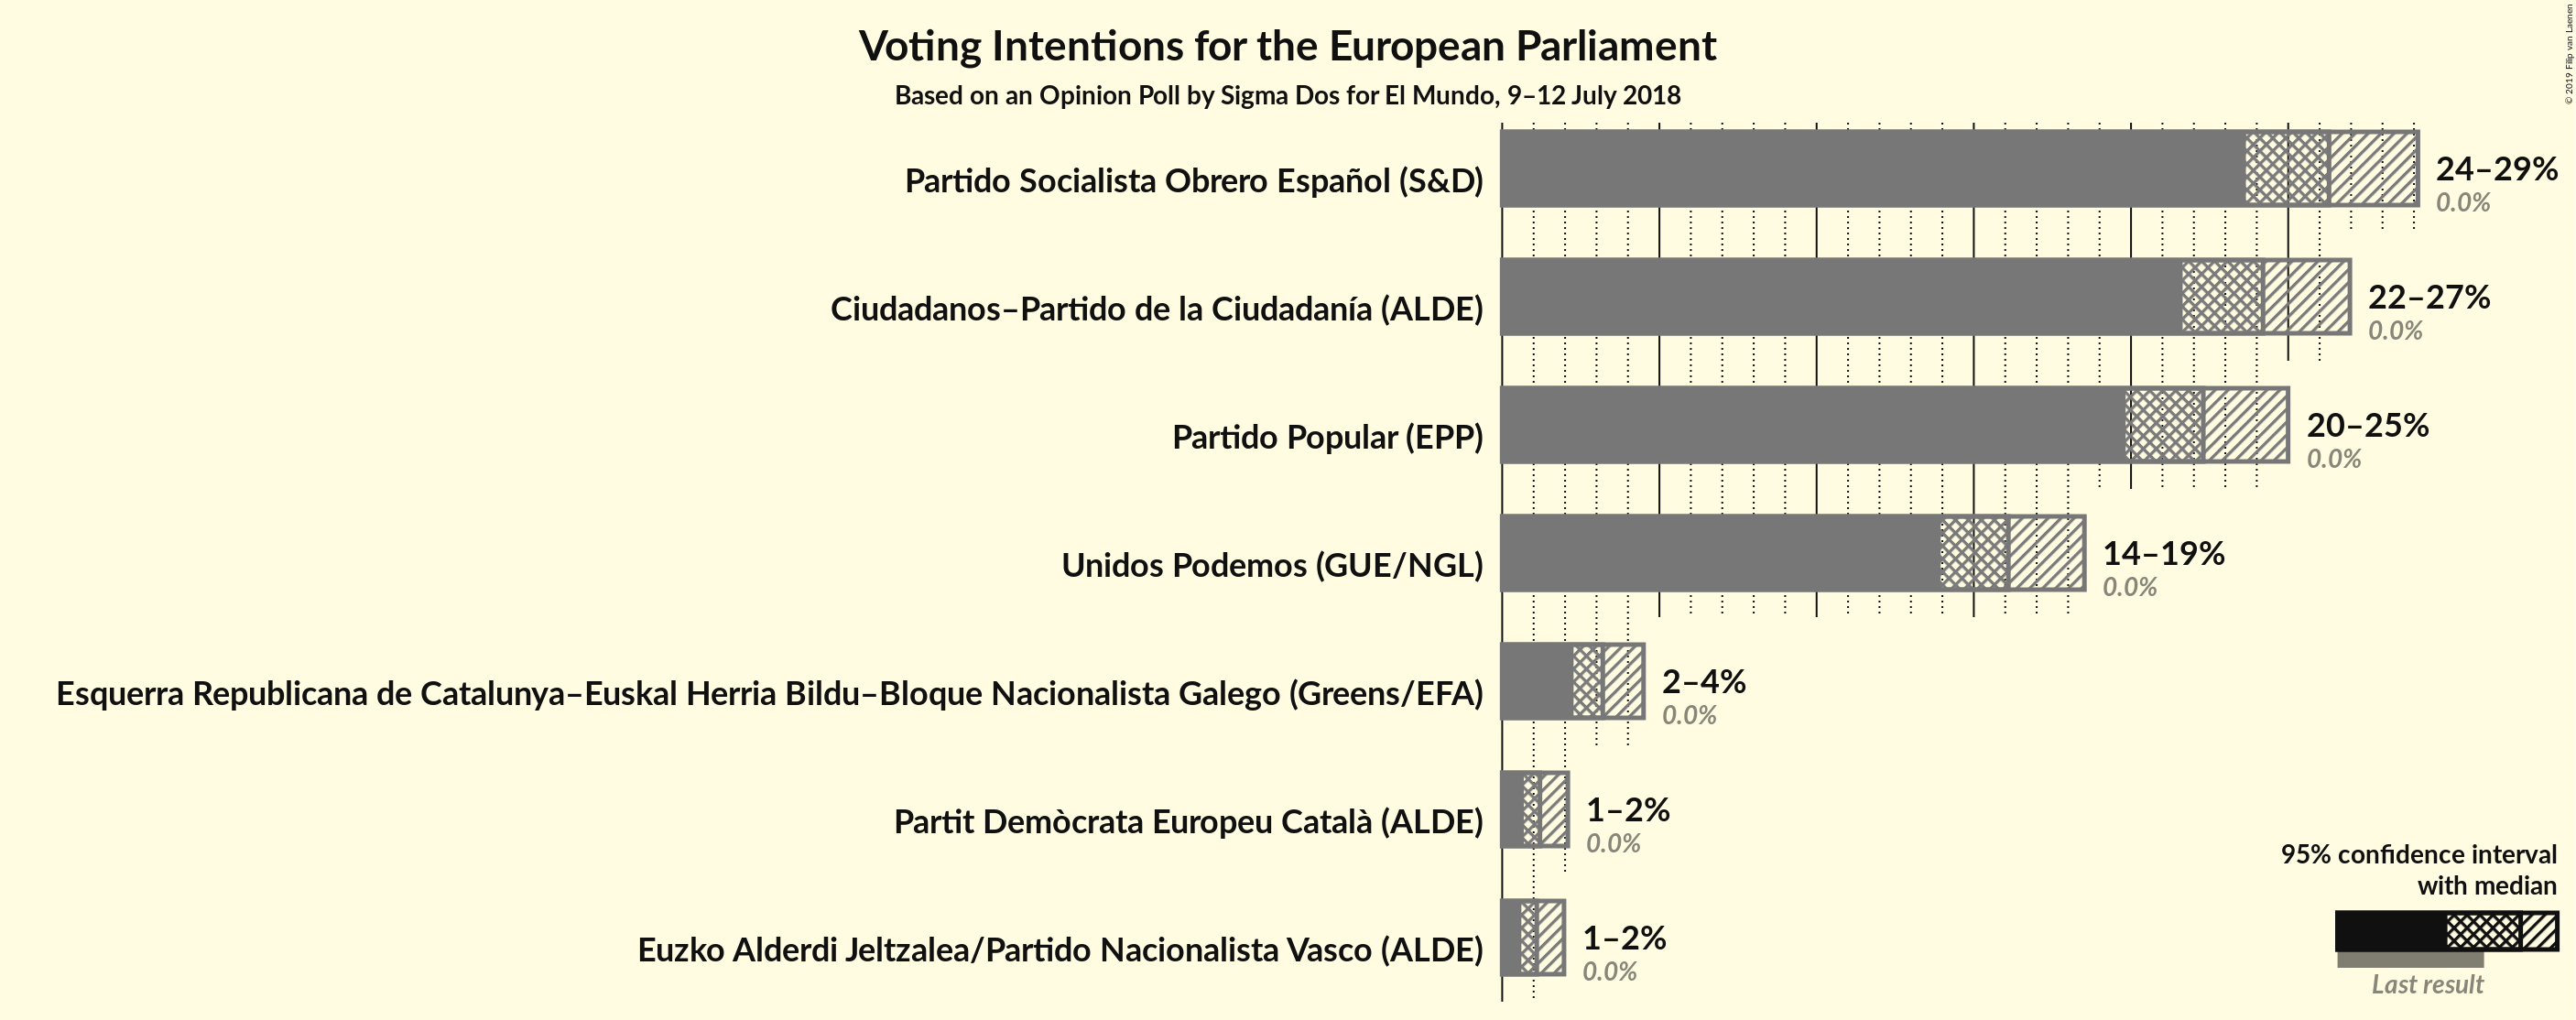 Voting Intentions for the European Parliament
Based on an Opinion Poll by Sigma Dos for El Mundo, 9–12 July 2018
© 2019 Filip van Laenen
Partido Socialista Obrero Español (S&D)
24–29%
0.0%
Ciudadanos–Partido de la Ciudadanía (ALDE)
22–27%
0.0%
Partido Popular (EPP)
20–25%
0.0%
Unidos Podemos (GUE/NGL)
14–19%
0.0%
Esquerra Republicana de Catalunya–Euskal Herria Bildu–Bloque Nacionalista Galego (Greens/EFA)
2–4%
0.0%
Partit Demòcrata Europeu Català (ALDE)
1–2%
0.0%
Euzko Alderdi Jeltzalea/Partido Nacionalista Vasco (ALDE)
1–2%
0.0%
95% confidence interval
with median
Last result